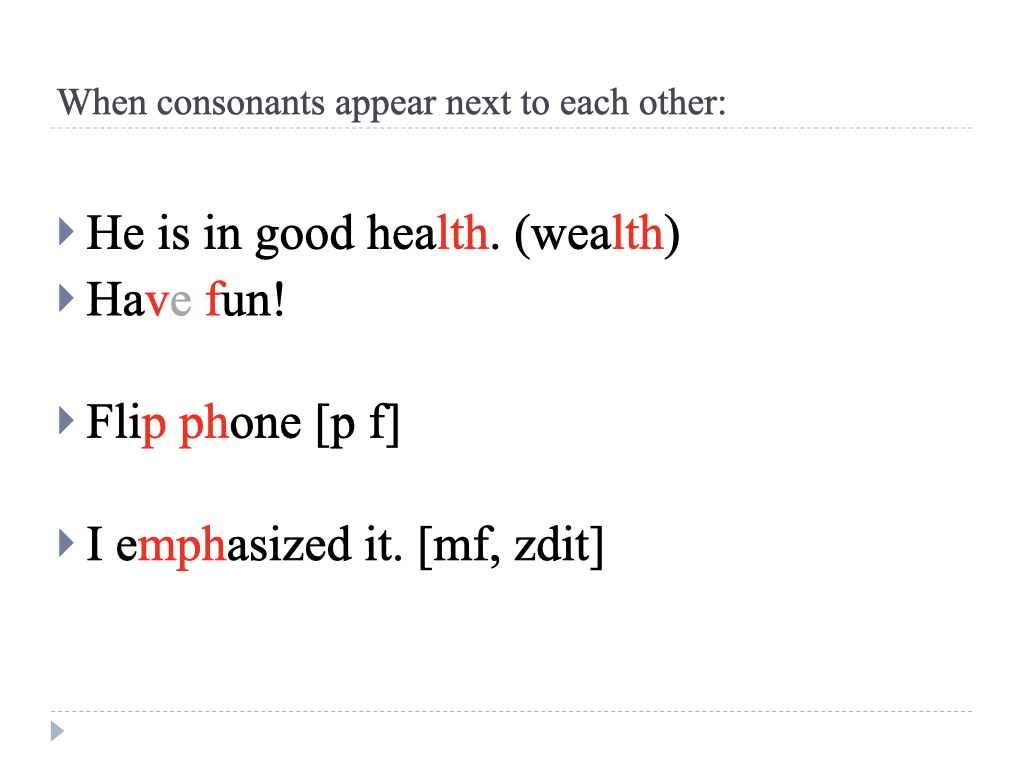 When consonants appear next to each other:
He is in good health. (wealth)
Have fun!
Flip phone [p f]
I emphasized it. [mf, zdit]